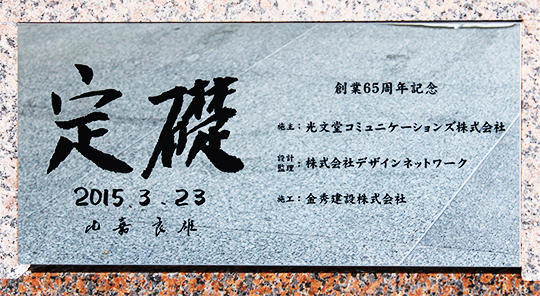 定礎
2015.3.23
創業65周年記念
施主：光文堂コミュニケーションズ株式会社
設計監理：株式会社デザインネットワーク
施工：金秀建設株式会社